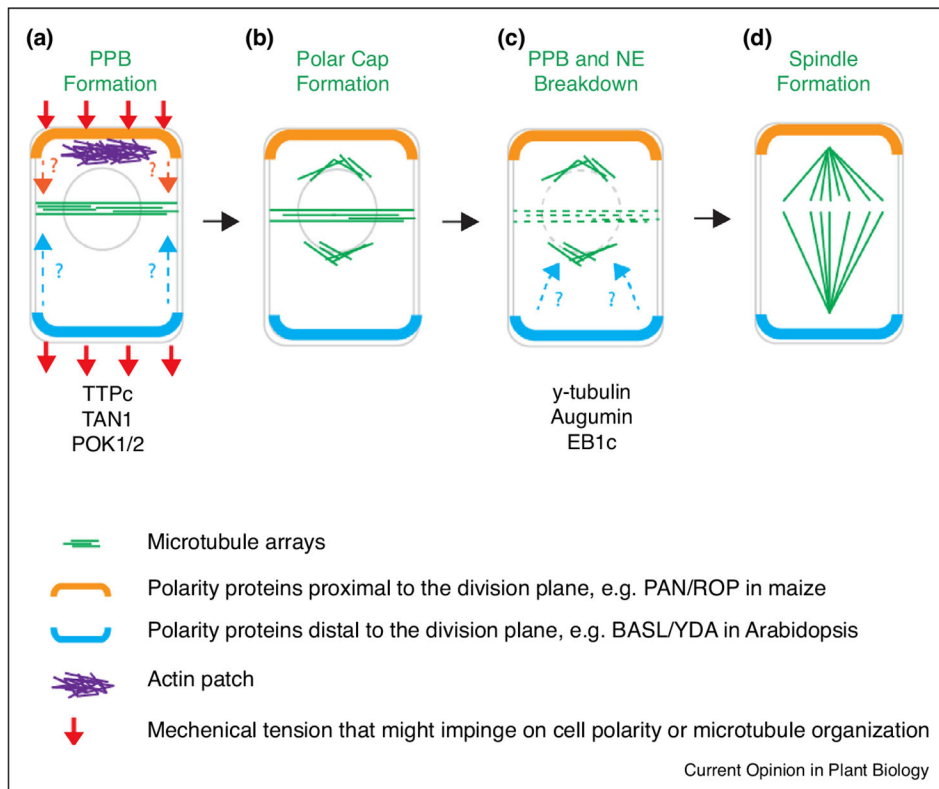 (a)
PPB
Formation
(b)
Polar Cap
Formation
(c)
PPB and NE
Breakdown
(d)
Spindle
Formation
?
?
?
?
?
?
TTPc
TAN1
POK1/2
y-tubulin
Augumin
EB1c
Microtubule arrays
Polarity proteins proximal to the division plane, e.g. PAN/ROP in maize
Polarity proteins distal to the division plane, e.g. BASL/YDA in Arabidopsis
Actin patch
Mechenical tension that might impinge on cell polarity or microtubule organization
Current Opinion in Plant Biology